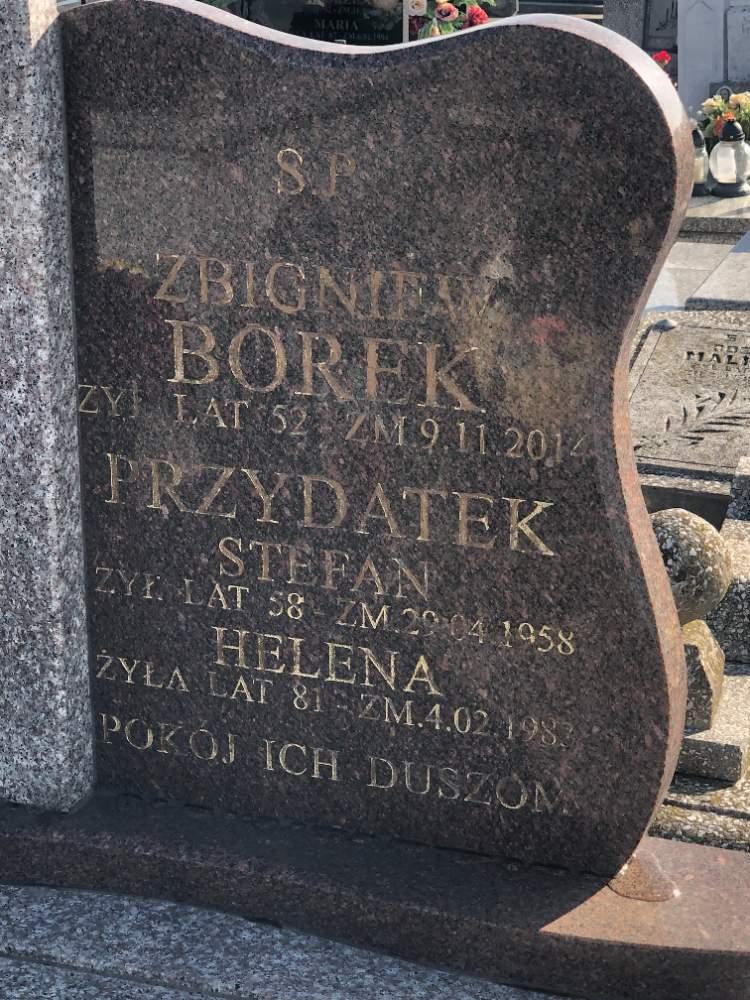 MARIA
S.P.
ZBIGNIEW
BOREK
ŻYŁ LAT 52 - ZM.9.11.2014
PRZYDATEK
STEFAN
ŻYŁ LAT 58 - ZM.29.04.1958
HELENA
ŻYŁA LAT 81 - ZM.4.02.1983
POKÓJ ICH DUSZOM